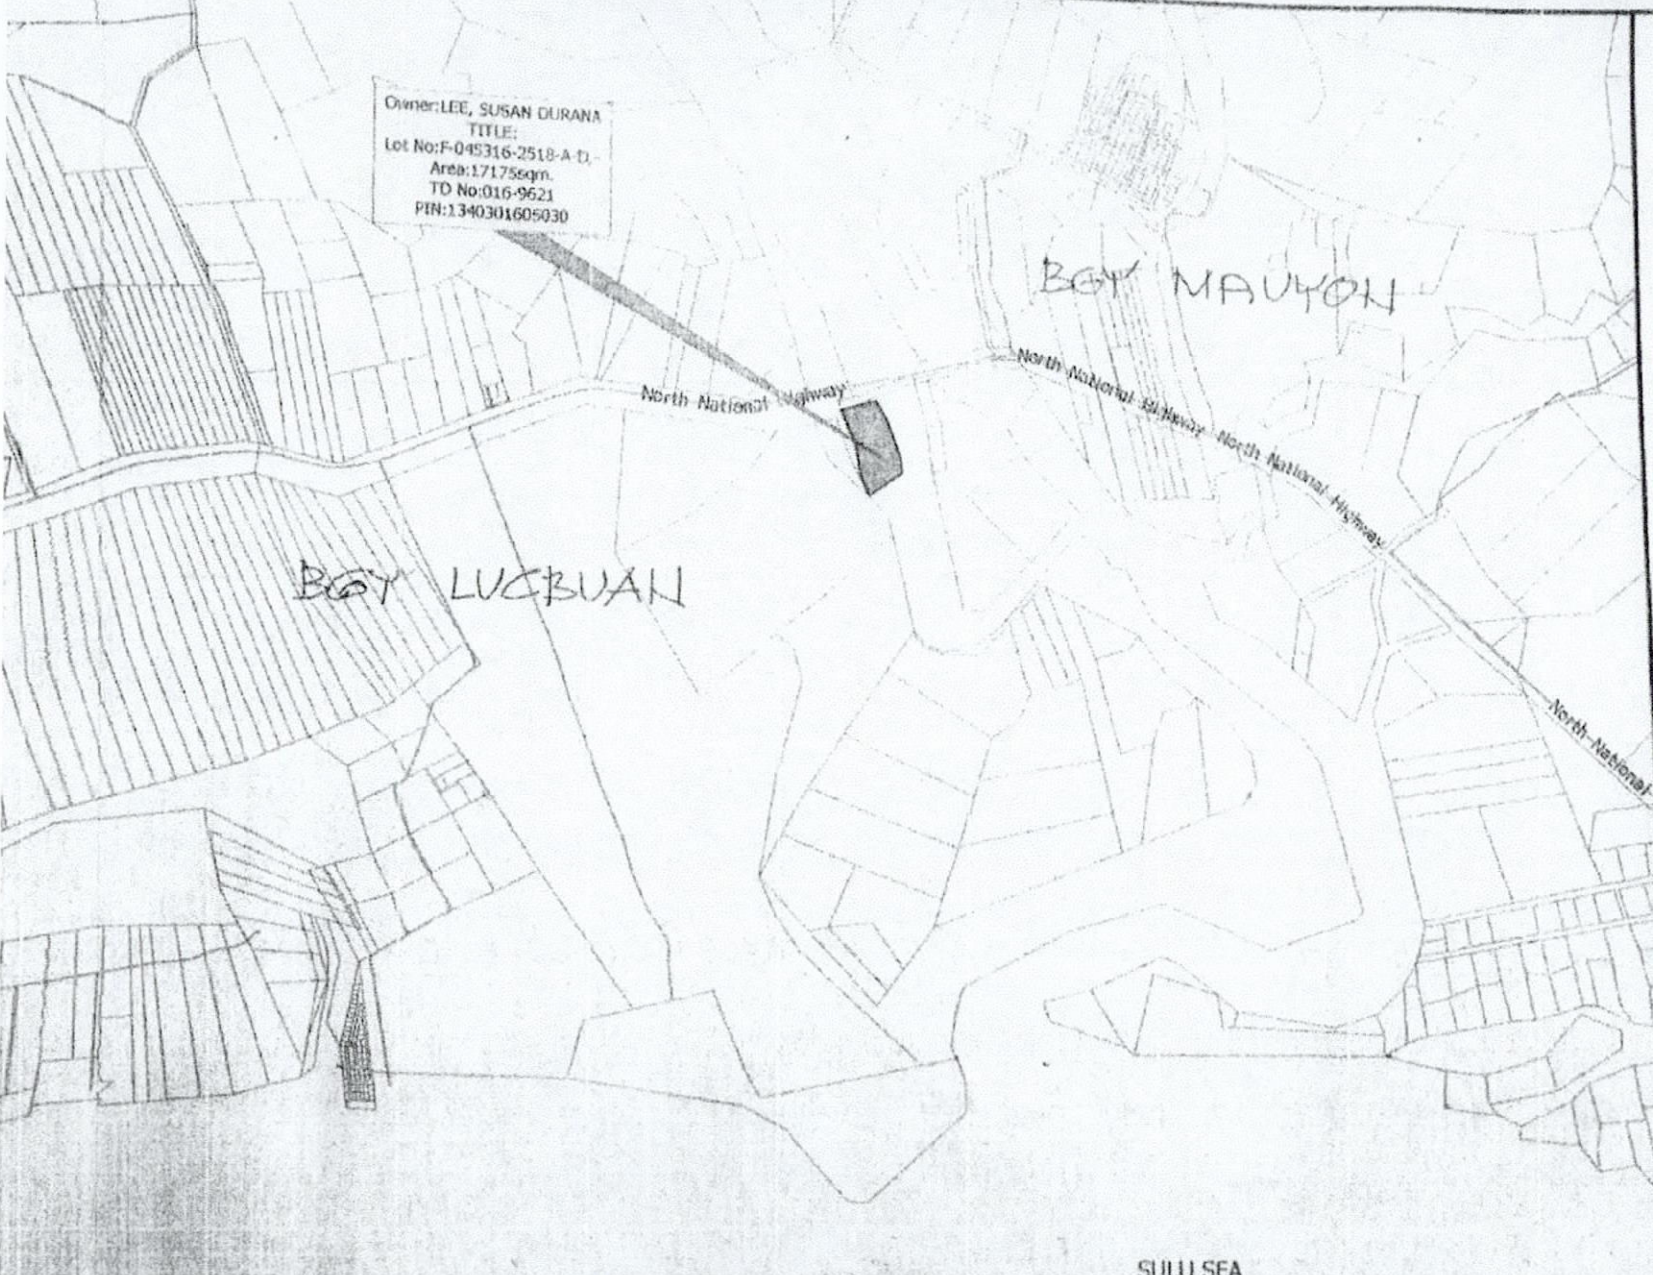 Owner:LEE, SUSAN DURANA
TITLE:
Lot No:F-045316-2518-A-D,-
Area:17175sqm.
TD No:016-9621
PIN:1340301605030
BGY MAUYON
North National Highway
North National Highway
North National Highway
BGY LUCBUAN
North National
SULU SEA